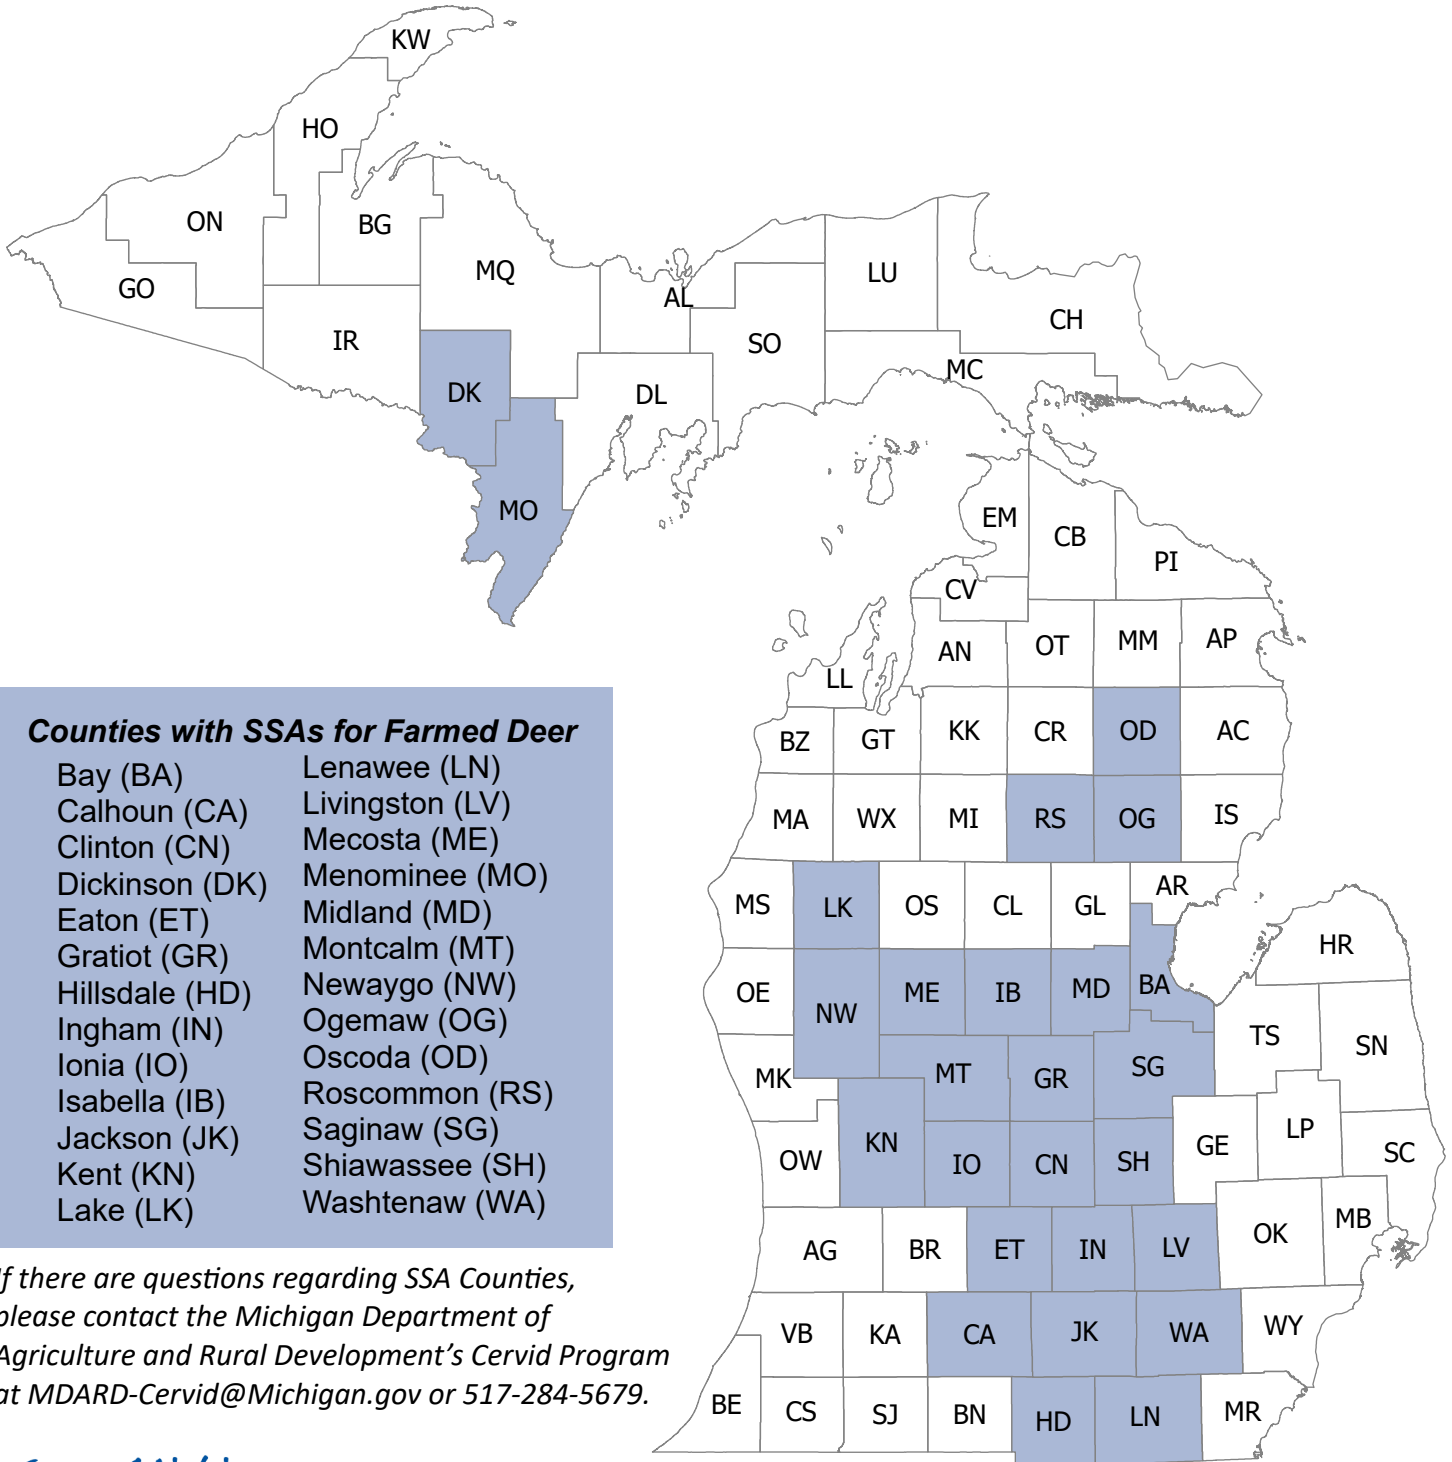 KW
HO
ON
BG
GO
MQ
LU
AL
CH
IR
SO
MC
DK
DL
MO
EM
CB
PI
CV
AN
OT
MM
AP
LL
BZ
GT
KK
CR
OD
AC
MA
WX
MI
RS
OG
IS
MS
LK
OS
CL
GL
AR
HR
OE
NW
ME
IB
MD
BA
TS
SN
MK
MT
GR
SG
KN
OW
IO
CN
SH
GE
LP
SC
AG
BR
ET
IN
LV
OK
MB
VB
KA
CA
JK
WA
WY
BE
CS
SJ
BN
HD
LN
MR
Counties with SSAs for Farmed Deer
Bay (BA)
Calhoun (CA)
Clinton (CN)
Dickinson (DK)
Eaton (ET)
Gratiot (GR)
Hillsdale (HD)
Ingham (IN)
Ionia (IO)
Isabella (IB)
Jackson (JK)
Kent (KN)
Lake (LK)
Lenawee (LN)
Livingston (LV)
Mecosta (ME)
Menominee (MO)
Midland (MD)
Montcalm (MT)
Newaygo (NW)
Ogemaw (OG)
Oscoda (OD)
Roscommon (RS)
Saginaw (SG)
Shiawassee (SH)
Washtenaw (WA)
If there are questions regarding SSA Counties,
please contact the Michigan Department of
Agriculture and Rural Development's Cervid Program
at MDARD-Cervid@Michigan.gov or 517-284-5679.